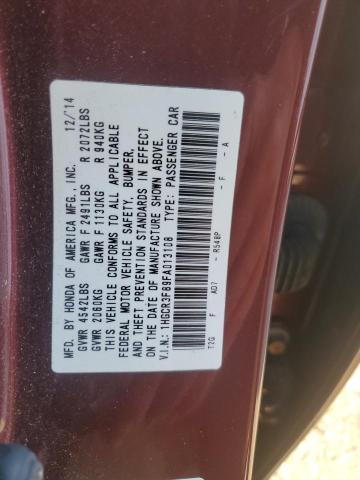 MFD. BY HONDA OF AMERICA MFG., INC. 12/'14
GVWR 4542LBS GAWR F 2491LBS R 2072LBS
GVWR 2060KG GAWR F 1130KG R 940KG
THIS VEHICLE CONFORMS TO ALL APPLICABLE
FEDERAL MOTOR VEHICLE SAFETY, BUMPER,
AND THEFT PREVENTION STANDARDS IN EFFECT
ON THE DATE OF MANUFACTURE SHOWN ABOVE.
V.I.N.: 1HGCR3F89FA013108 TYPE: PASSENGER CAR
T2G F AD7 - R548P - F - A